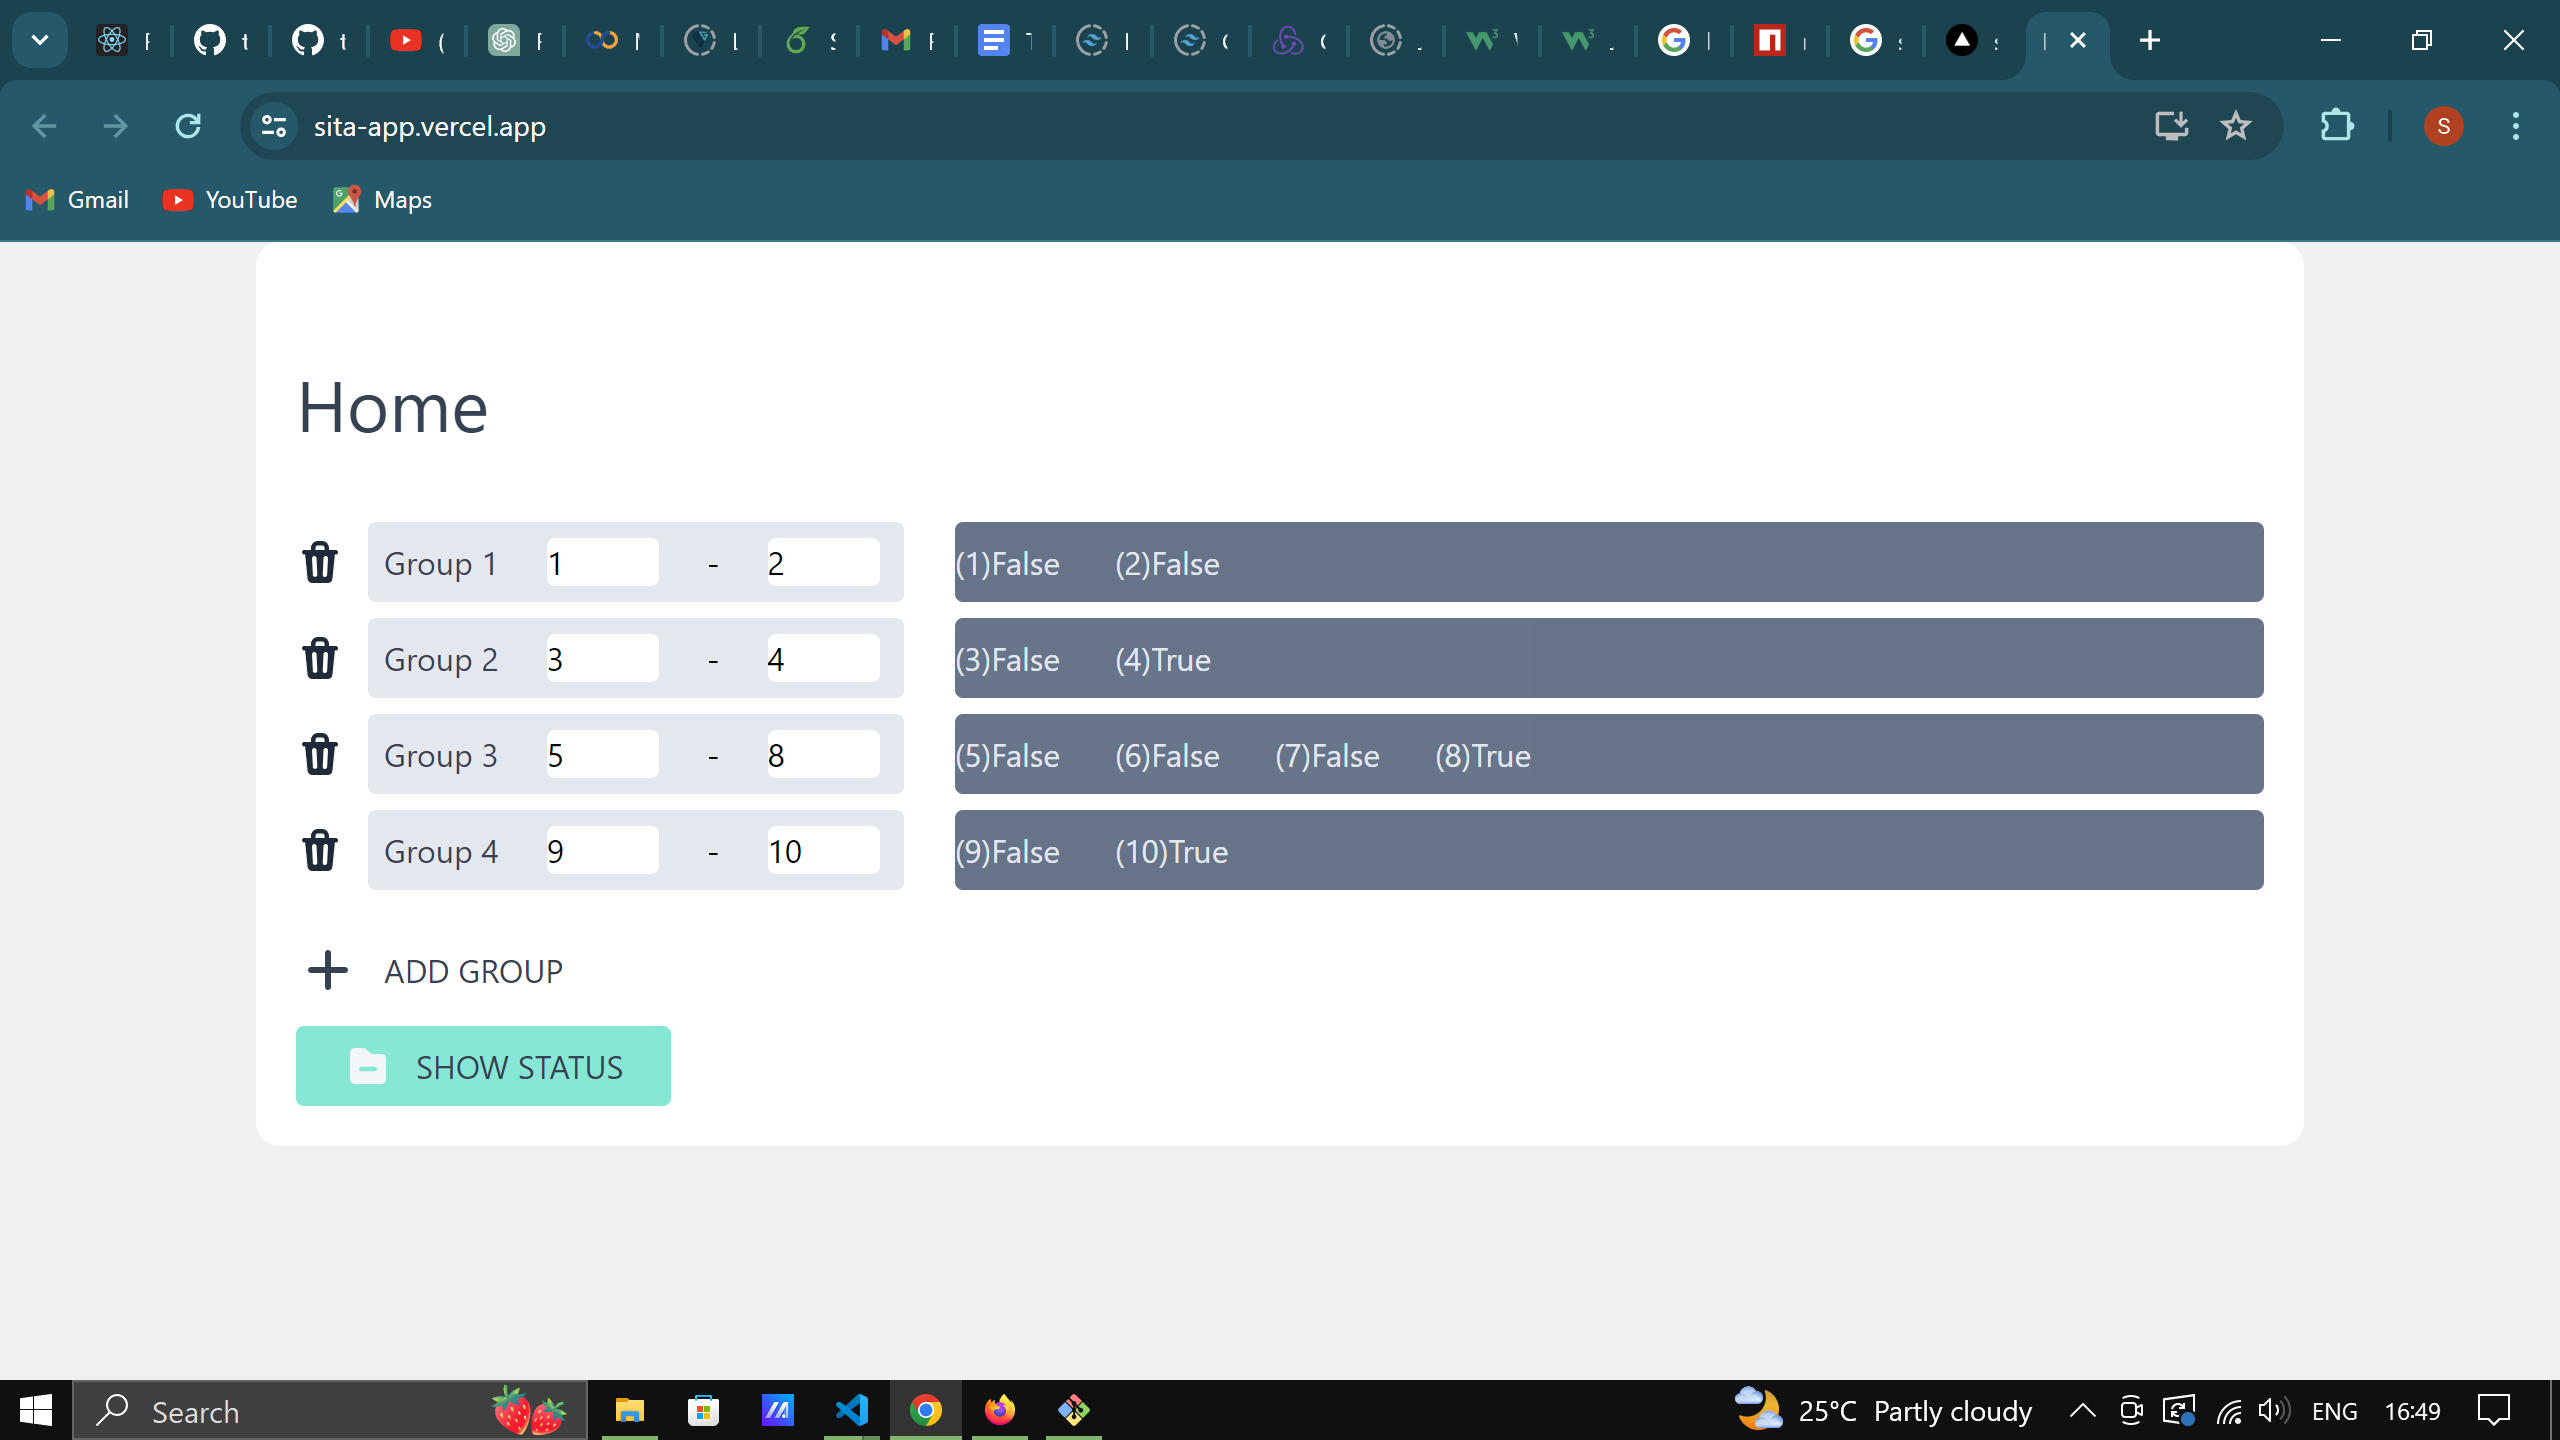 sita-app.vercel.app
Gmail YouTube Maps
Home
Group 1 1 - 2 (1)False (2)False
Group 2 3 - 4 (3)False (4)True
Group 3 5 - 8 (5)False (6)False (7)False (8)True
Group 4 9 - 10 (9)False (10)True
ADD GROUP
SHOW STATUS
Search 25°C Partly cloudy ENG 16:49